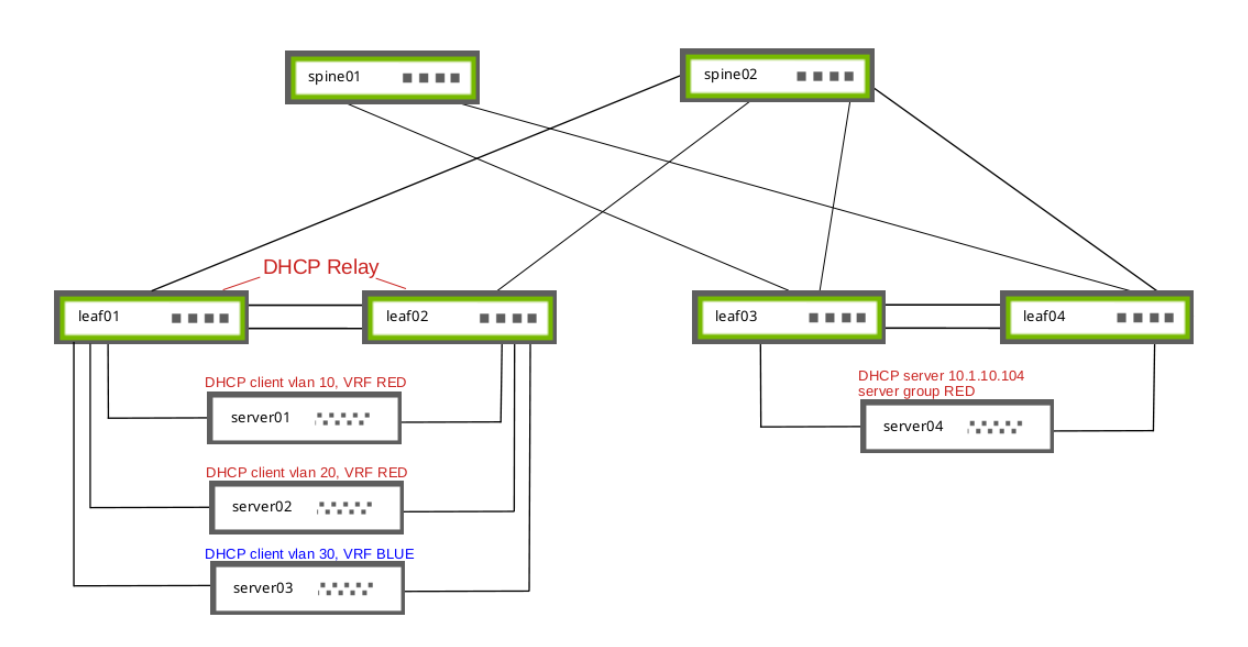 spine01
spine02
DHCP Relay
leaf01
leaf02
leaf03
leaf04
DHCP client vlan 10, VRF RED
server01
DHCP server 10.1.10.104
server group RED
server04
DHCP client vlan 20, VRF RED
server02
DHCP client vlan 30, VRF BLUE
server03